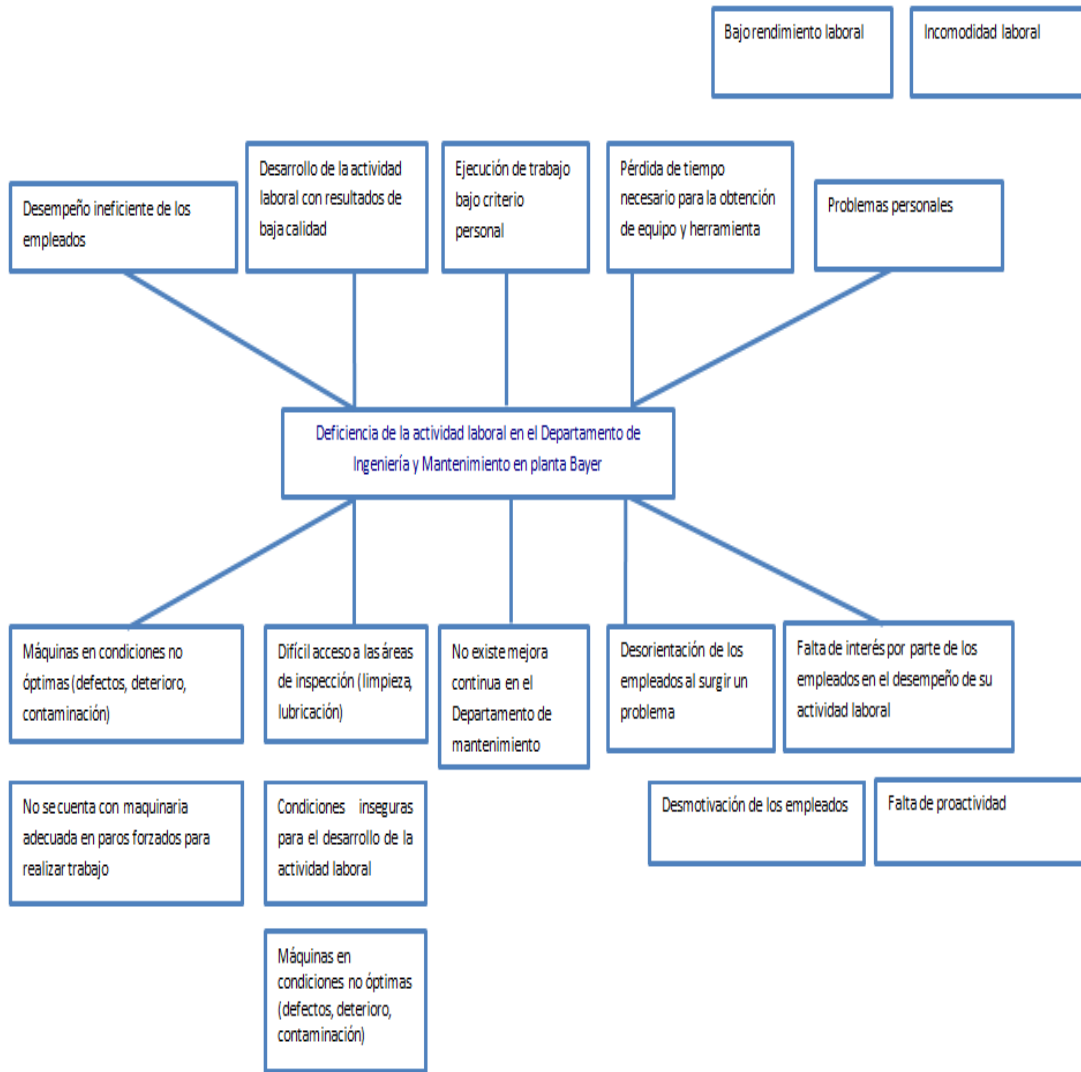 Bajo rendimiento laboral
Incomodidad laboral
Desempeño ineficiente de los
empleados
Desarrollo de la actividad
laboral con resultados de
baja calidad
Ejecución de trabajo
bajo criterio
personal
Pérdida de tiempo
necesario para la obtención
de equipo y herramienta
Problemas personales
Deficiencia de la actividad laboral en el Departamento de
Ingeniería y Mantenimiento en planta Bayer
Máquinas en condiciones no
óptimas (defectos, deterioro,
contaminación)
Difícil acceso a las áreas
de inspección (limpieza,
lubricación)
No existe mejora
continua en el
Departamento de
mantenimiento
Desorientación de los
empleados al surgir un
problema
Falta de interés por parte de los
empleados en el desempeño de su
actividad laboral
No se cuenta con maquinaria
adecuada en paros forzados para
realizar trabajo
Condiciones inseguras
para el desarrollo de la
actividad laboral
Desmotivación de los empleados
Falta de proactividad
Máquinas en
condiciones no óptimas
(defectos, deterioro,
contaminación)